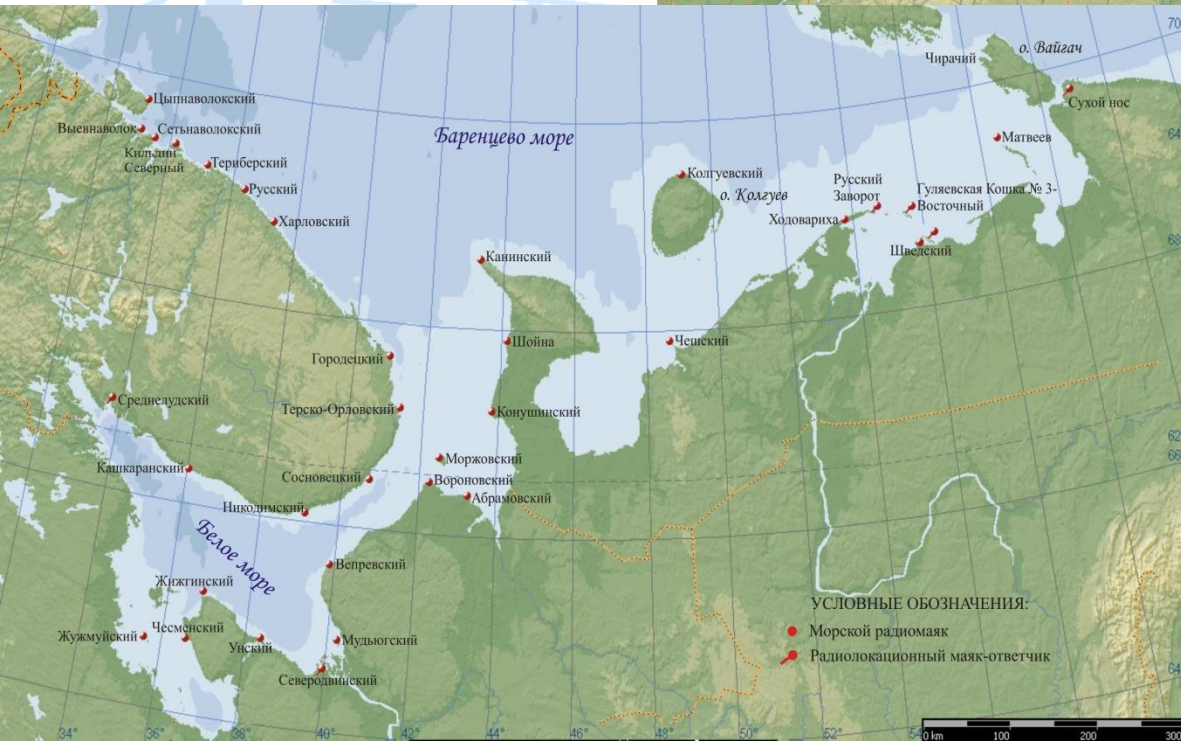 70
о. Вайгач
Чирачий
Сухой нос
Цыпнаволокский
Выевнаволок
Сетьнаволокский
Кильдин
Северный
Териберский
Русский
Харловский
Баренцево море
Матвеев
64
Колгуевский
о. Колгуев
Русский
Заворот
Гуляевская Кошка № 3-
Восточный
Ходовариха
Шведский
68
Канинский
Шойна
Чешский
Городецкий
Среднелудский
Терско-Орловский
Конушинский
62
66
Кашкаранский
Моржовский
Сосновецкий
Вороновский
Абрамовский
Никодимский
Белое море
Вепревский
Жижгинский
Жужмуйский
Чесменский
Унский
Мудьюгский
Северодвинский
УСЛОВНЫЕ ОБОЗНАЧЕНИЯ:
Морской радиомаяк
Радиолокационный маяк-ответчик
64
34°
36°
38°
40°
42°
44°
46°
48°
50°
52°
54
0 km 100 200 300